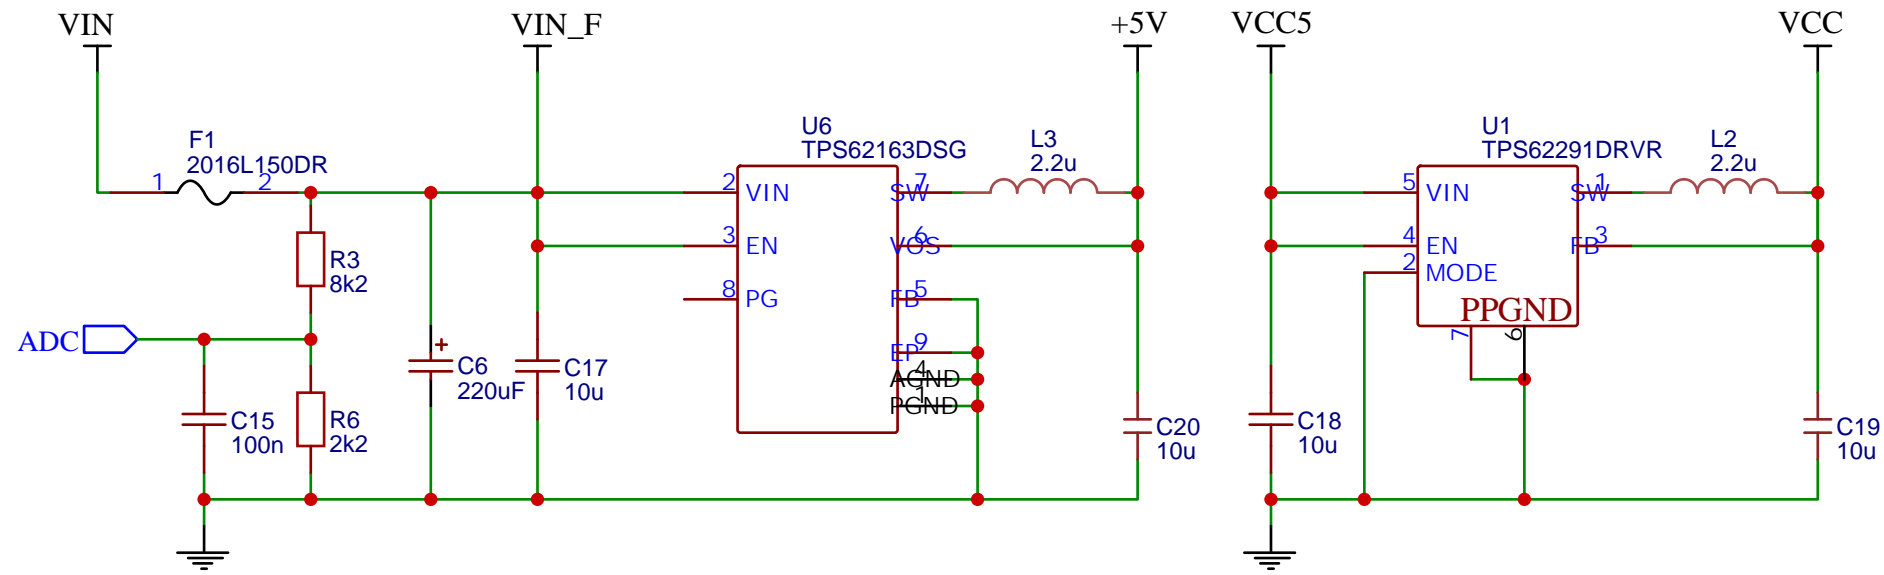 VIN
VIN_F
+5V
VCC5
VCC
F1
2016L150DR
1
2
R3
8k2
ADC
C15
100n
R6
2k2
+
C6
220uF
C17
10u
U6
TPS62163DSG
2
VIN
3
EN
8
PG
7
SW
6
VOS
5
FB
9
EP
4
AGND
1
PGND
L3
2.2u
C20
10u
C18
10u
U1
TPS62291DRVR
5
VIN
4
EN
2
MODE
1
SW
3
FB
PPGND
7
6
L2
2.2u
C19
10u